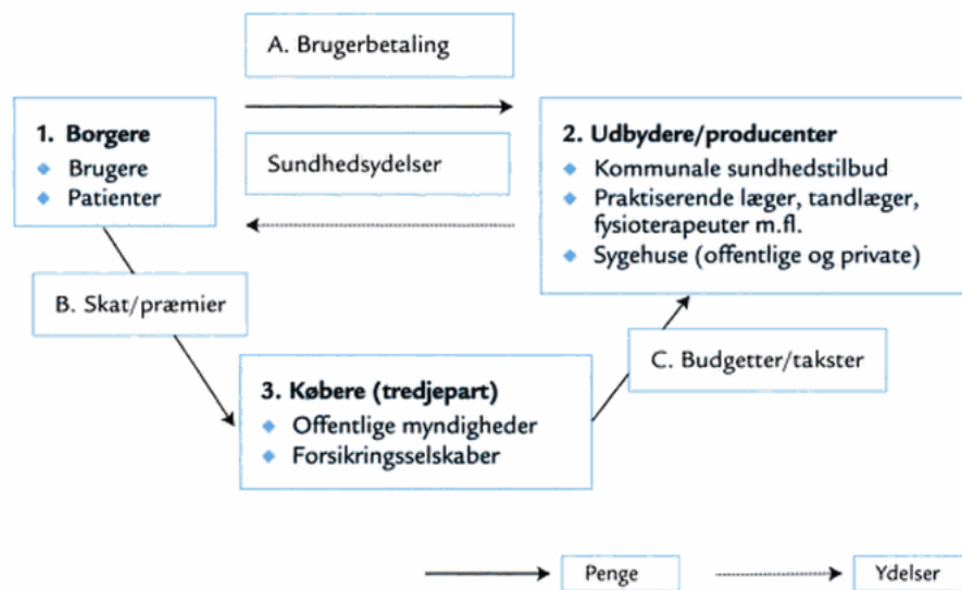 A. Brugerbetaling
1. Borgere
Brugere
Patienter
Sundhedsydelser
2. Udbydere/producenter
Kommunale sundhedstilbud
Praktiserende læger, tandlæger,
fysioterapeuter m.fl.
Sygehuse (offentlige og private)
B. Skat/præmier
3. Købere (tredjepart)
Offentlige myndigheder
Forsikringsselskaber
C. Budgetter/takster
Penge
Ydelser